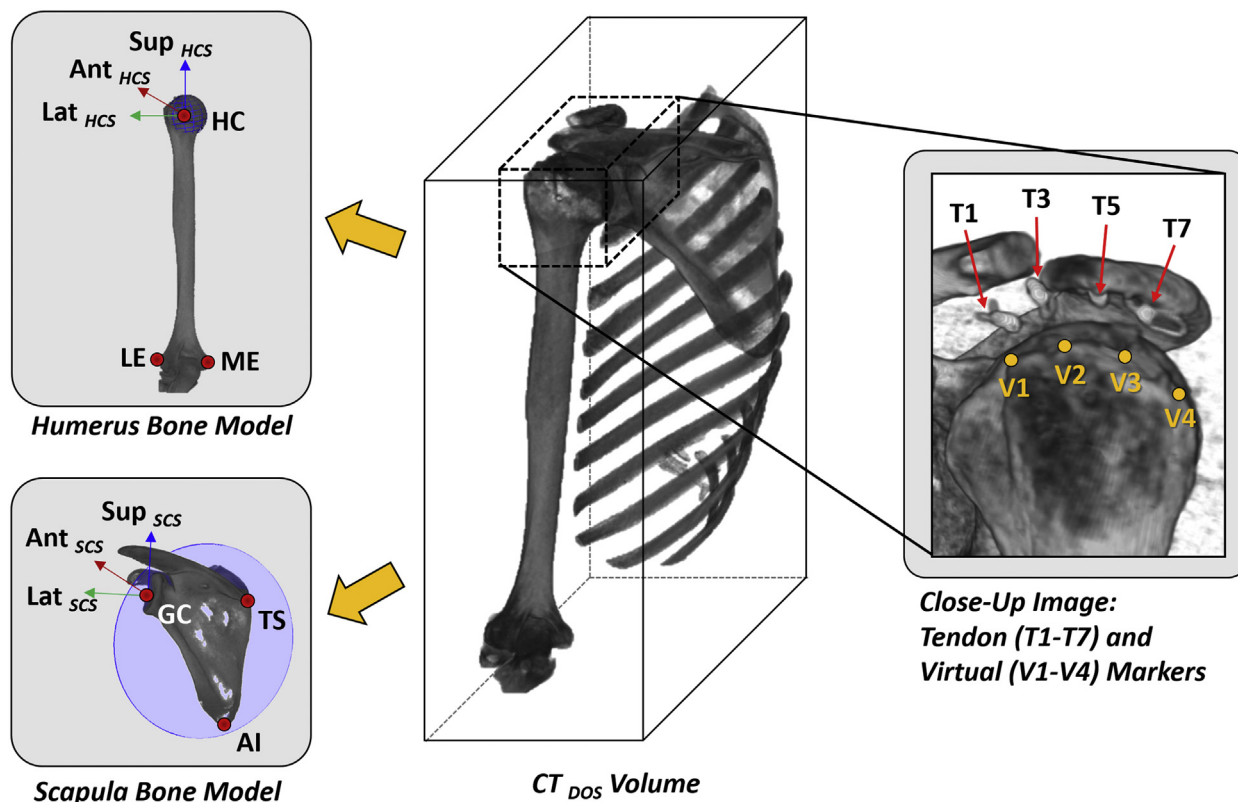 Sup HCS
Ant HCS
Lat HCS
HC
LE
ME
Humerus Bone Model
Sup SCS
Ant SCS
Lat SCS
GC
TS
AI
Scapula Bone Model
CT DOS Volume
T1
T3
T5
T7
V1
V2
V3
V4
Close-Up Image:
Tendon (T1-T7) and
Virtual (V1-V4) Markers